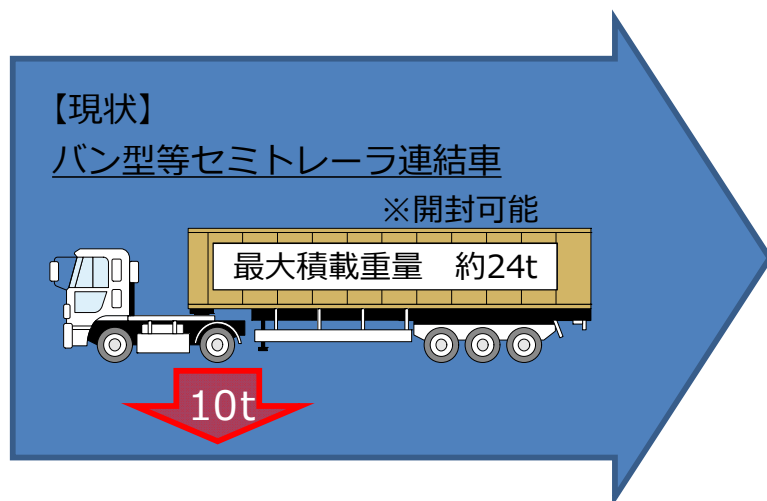 【現状】
バン型等セミトレーラ連結車
※開封可能
最大積載重量　約24t
10t